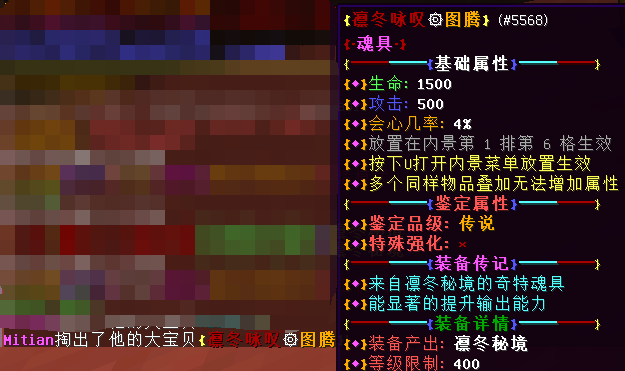 {凛冬咏叹⚙图腾} (#5568)
{·魂具·}
{基础属性}
{◆}生命: 1500
{◆}攻击: 500
{◆}会心几率: 4%
{◆}放置在内景第 1 排第 6 格生效
{◆}按下U打开内景菜单放置生效
{◆}多个同样物品叠加无法增加属性
{鉴定属性}
{◆}鉴定品级: 传说
{◆}特殊强化: ×
{装备传记}
{◆}来自凛冬秘境的奇特魂具
{◆}能显著的提升输出能力
{装备详情}
{◆}装备产出: 凛冬秘境
{◆}等级限制: 400
Mitian掏出了他的大宝贝{凛冬咏叹⚙图腾